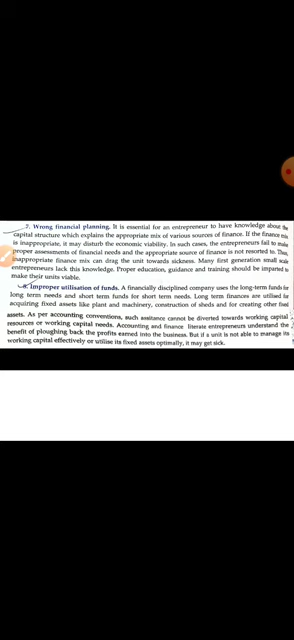 7. Wrong financial planning. It is essential for an entrepreneur to have knowledge about the
capital structure which explains the appropriate mix of various sources of finance. If the finance mix
is inappropriate, it may disturb the economic viability. In such cases, the entrepreneurs fail to make
proper assessments of financial needs and the appropriate source of finance is not resorted to. Thus,
inappropriate finance mix can drag the unit towards sickness. Many first generation small scale
entrepreneurs lack this knowledge. Proper education, guidance and training should be imparted to
make their units viable.
8. Improper utilisation of funds. A financially disciplined company uses the long-term funds for
long term needs and short term funds for short term needs. Long term finances are utilised for
acquiring fixed assets like plant and machinery, construction of sheds and for creating other fixed
assets. As per accounting conventions, such assistance cannot be diverted towards working capital
resources or working capital needs. Accounting and finance literate entrepreneurs understand the
benefit of ploughing back the profits earned into the business. But if a unit is not able to manage its
working capital effectively or utilise its fixed assets optimally, it may get sick.